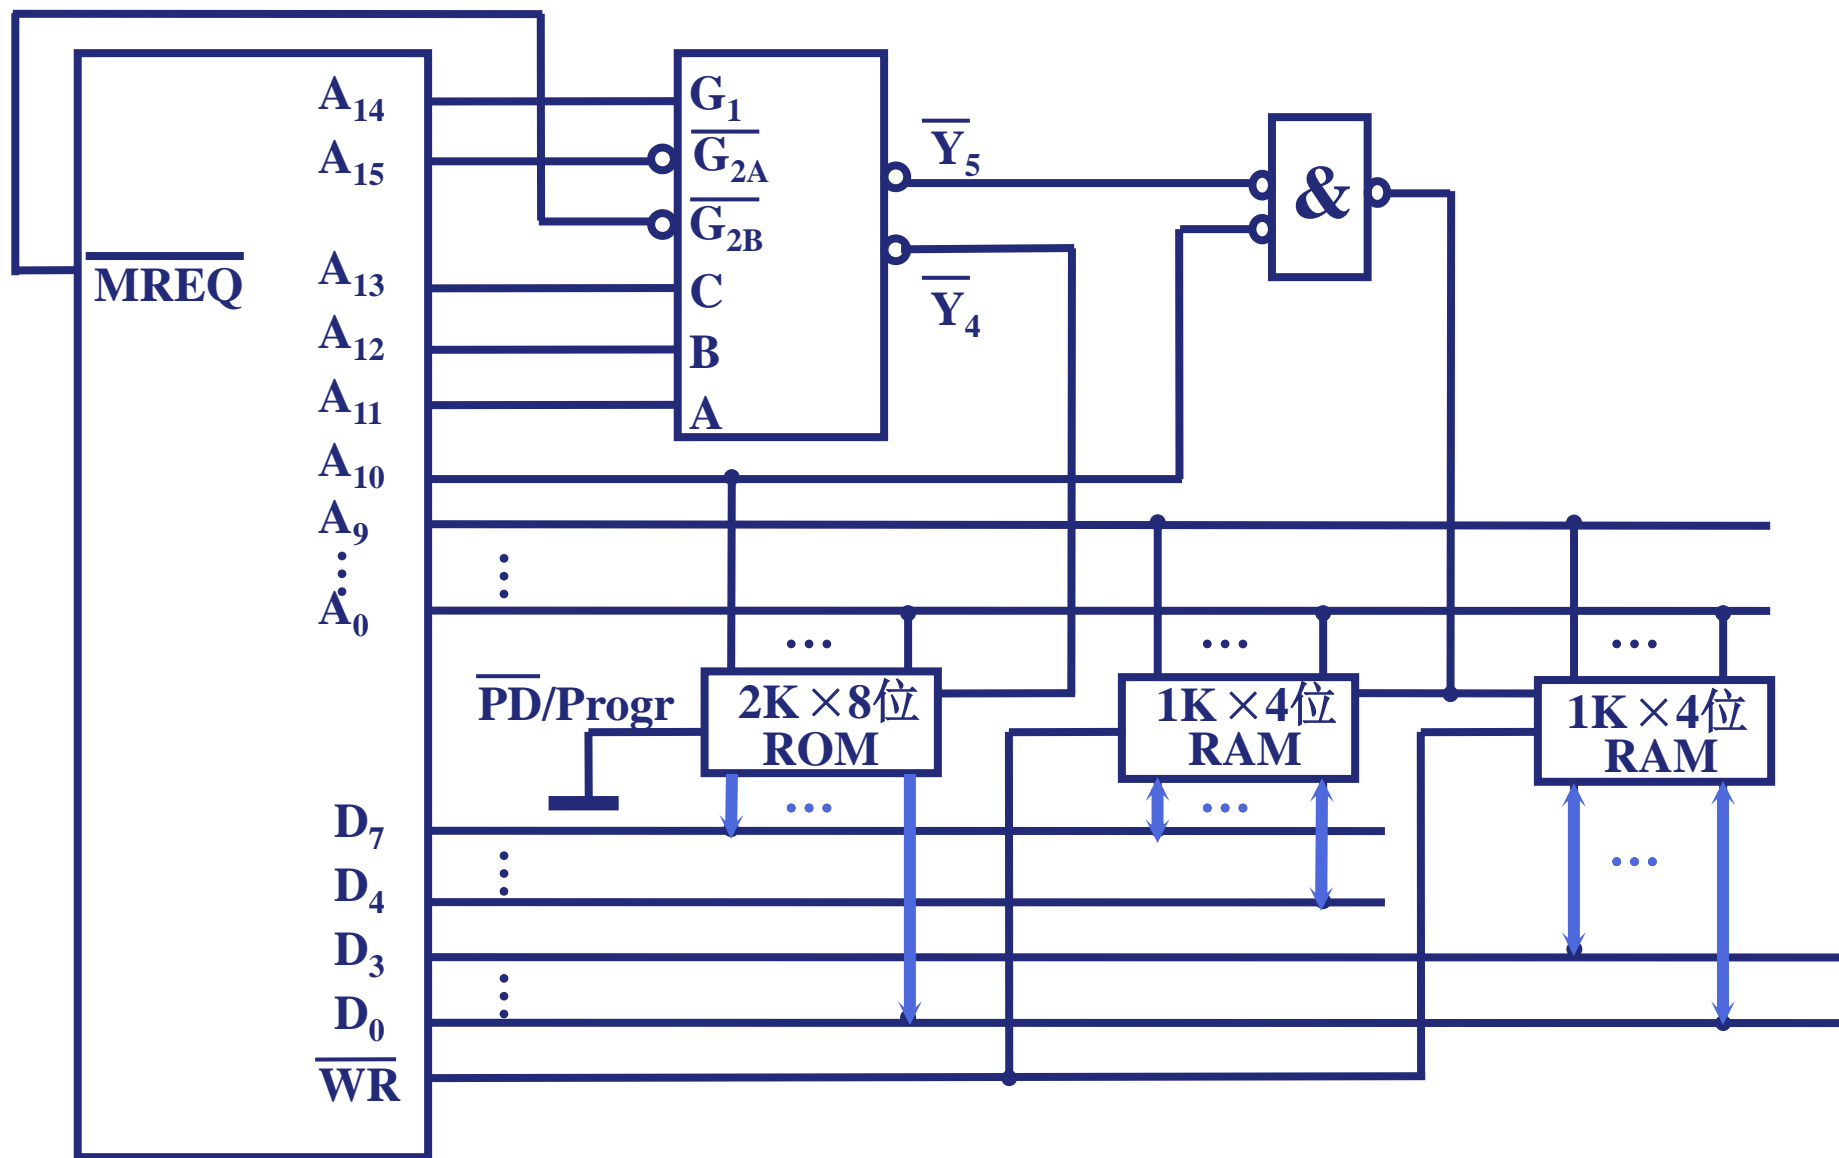 A14
A15
MREQ
A13
A12
A11
A10
A9
A0
G1
G2A
G2B
C
B
A
Y5
Y4
&
PD/Progr
2K×8位
ROM
1K×4位
RAM
1K×4位
RAM
D7
D4
D3
D0
WR